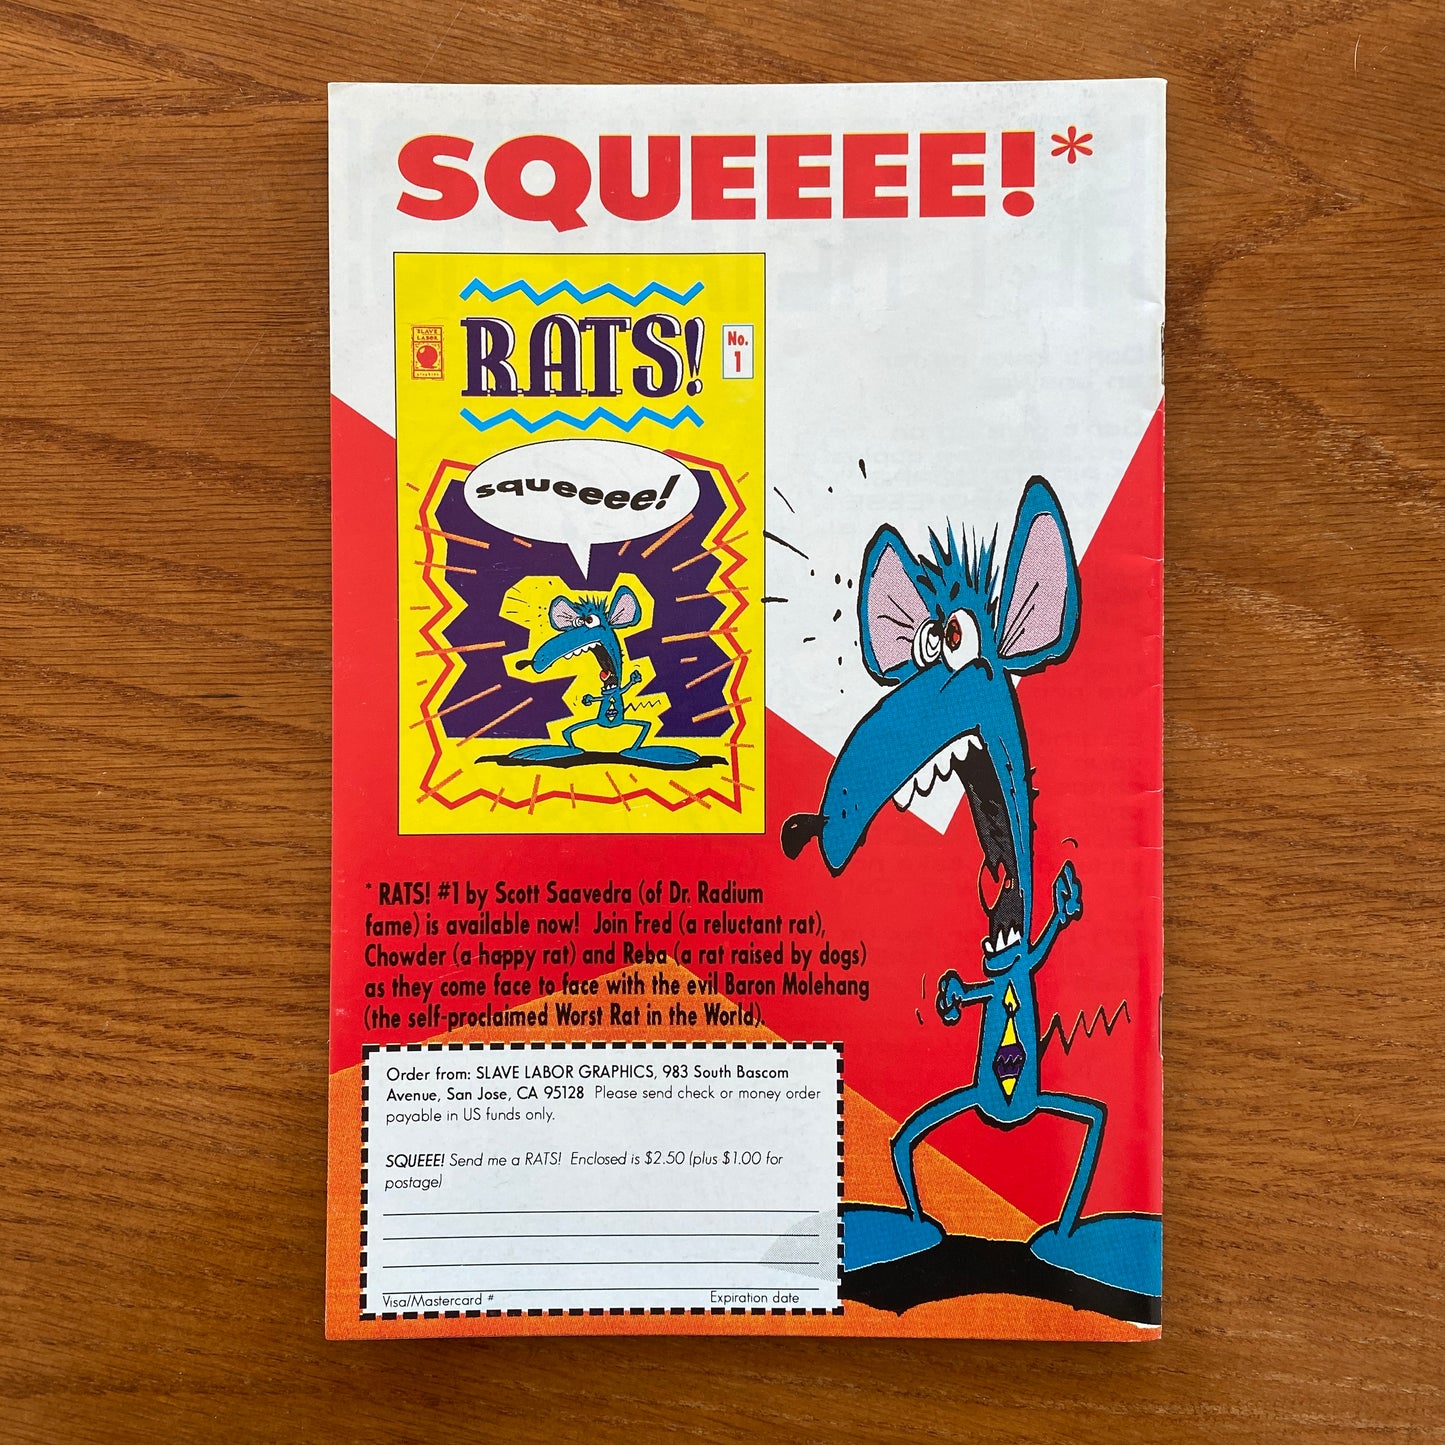 SQUEEEE!*
SLAVE
LABOR
graphics
RATS!
No.
1
squeeee!
* RATS! #1 by Scott Saavedra (of Dr. Radium
fame) is available now! Join Fred (a reluctant rat),
Chowder (a happy rat) and Reba (a rat raised by dogs)
as they come face to face with the evil Baron Molehang
(the self-proclaimed Worst Rat in the World).
Order from: SLAVE LABOR GRAPHICS, 983 South Bascom
Avenue, San Jose, CA 95128 Please send check or money order
payable in US funds only.
SQUEEE! Send me a RATS! Enclosed is $2.50 (plus $1.00 for
postage)
Visa/Mastercard # Expiration date